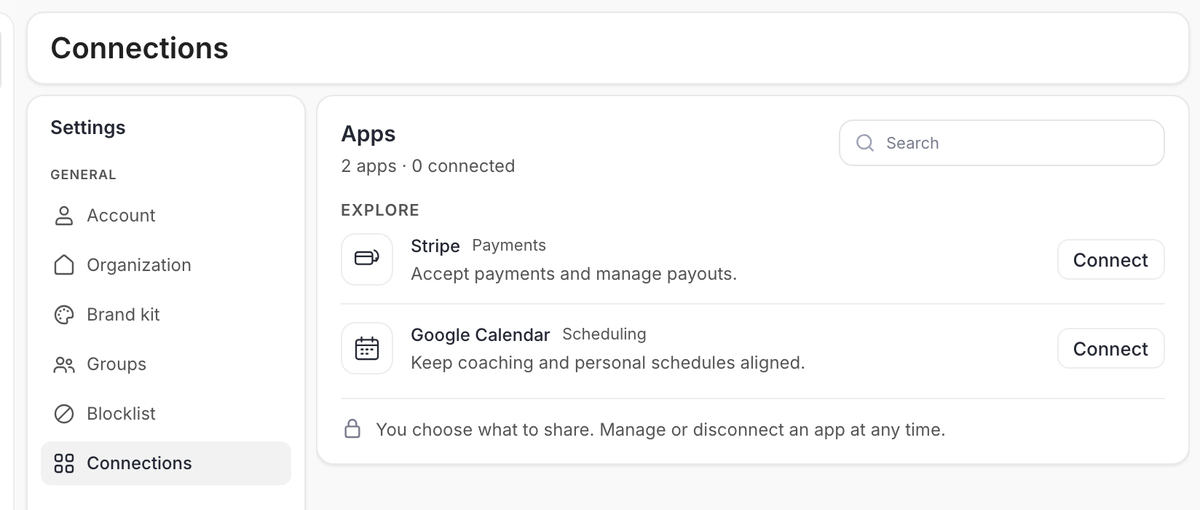 Connections
Settings
GENERAL
Account
Organization
Brand kit
Groups
Blocklist
Connections
Apps
2 apps · 0 connected
Search
EXPLORE
Stripe Payments
Accept payments and manage payouts.
Connect
Google Calendar Scheduling
Keep coaching and personal schedules aligned.
Connect
You choose what to share. Manage or disconnect an app at any time.